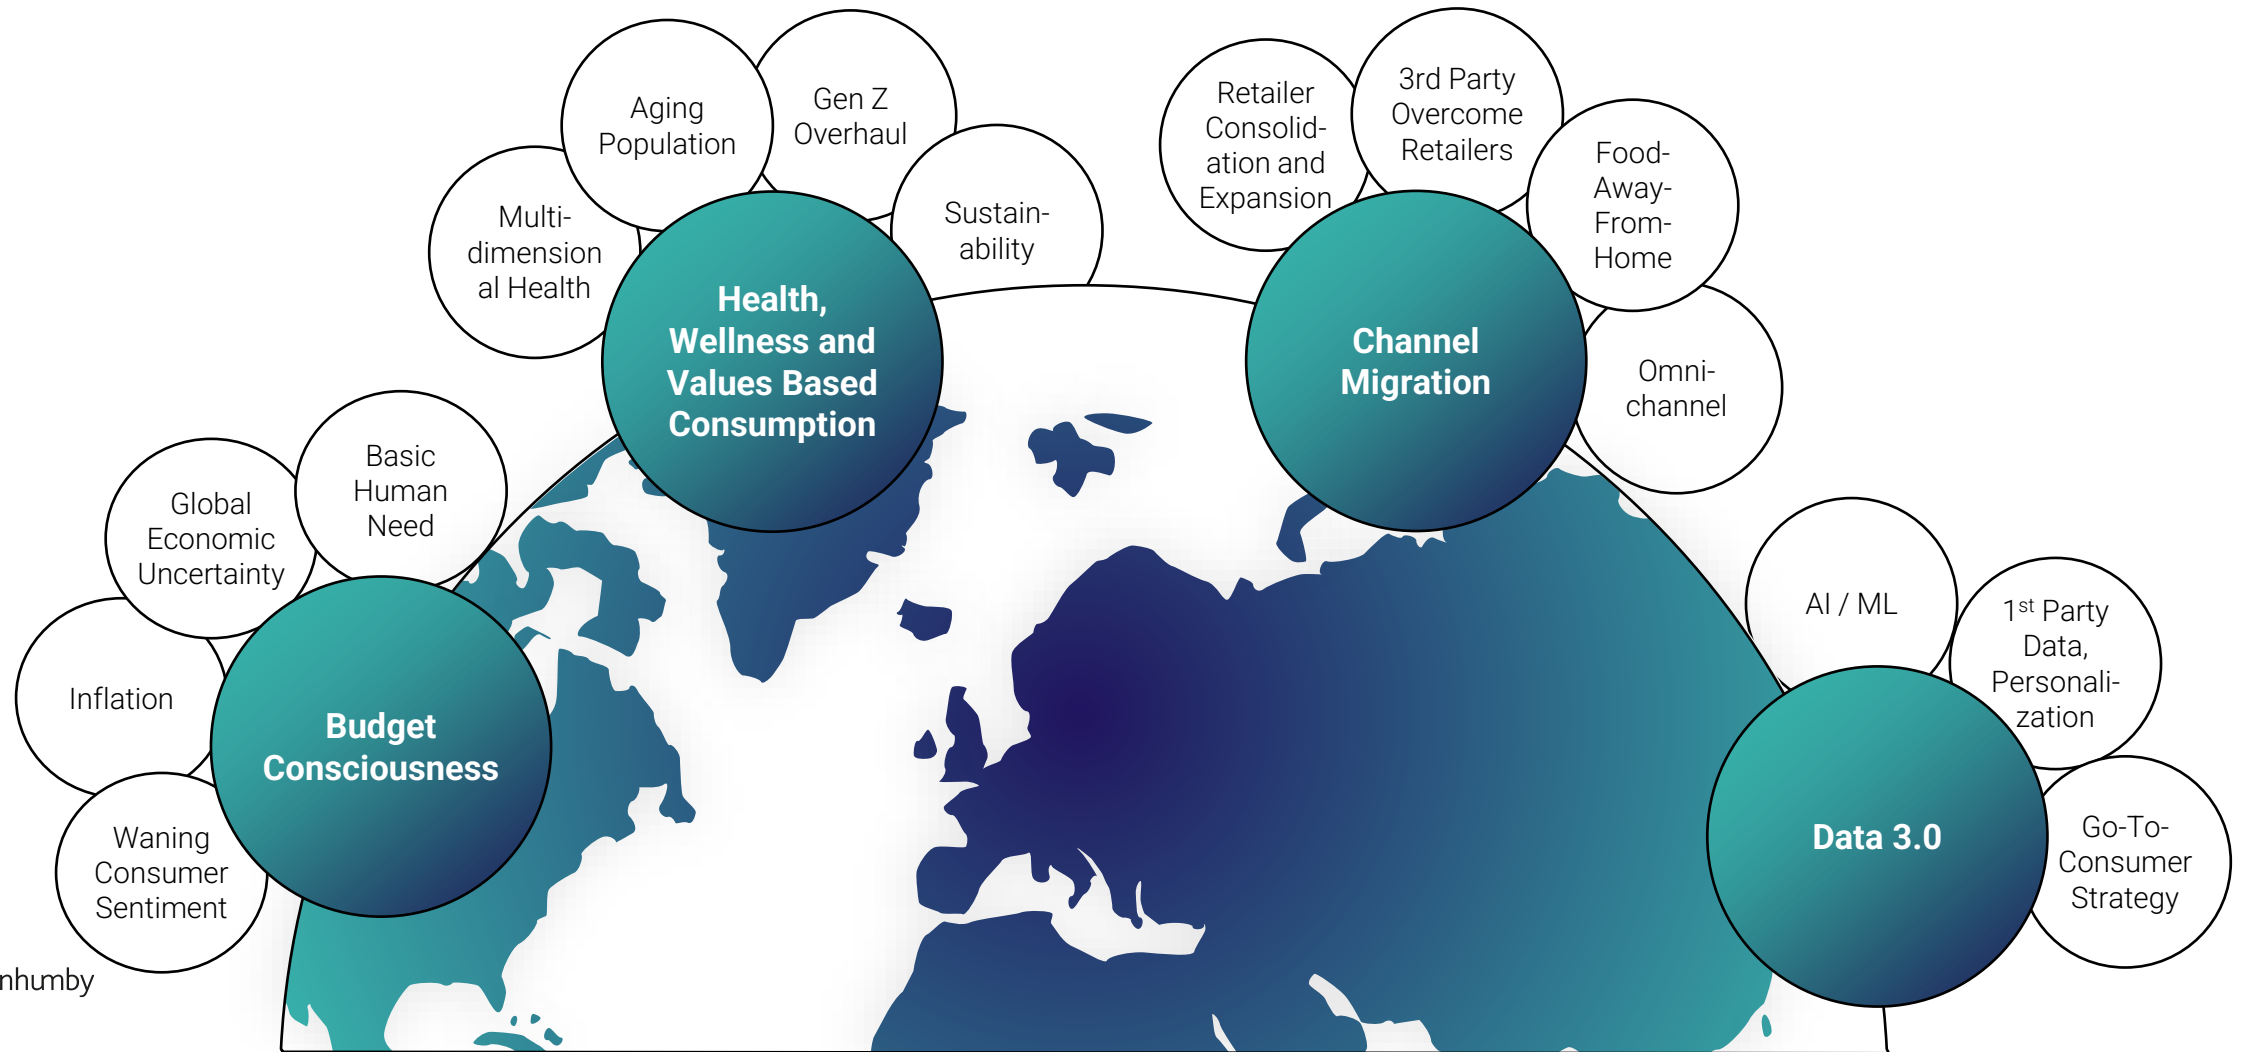 Aging
Population
Gen Z
Overhaul
Multi-
dimension
al Health
Sustain-
ability
Health,
Wellness and
Values Based
Consumption
Retailer
Consolid-
ation and
Expansion
3rd Party
Overcome
Retailers
Food-
Away-
From-
Home
Omni-
channel
Channel
Migration
Basic
Human
Need
Global
Economic
Uncertainty
Inflation
Waning
Consumer
Sentiment
Budget
Consciousness
AI / ML
1st Party
Data,
Personali-
zation
Go-To-
Consumer
Strategy
Data 3.0
nhumby